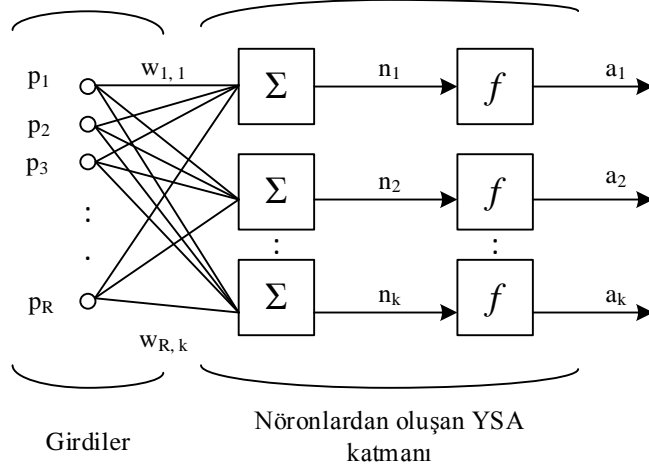 p1 w1, 1 Σ n1 f a1
p2
p3
Σ n2 f a2
pR Σ nk f ak
wR, k
Girdiler
Nöronlardan oluşan YSA
katmanı